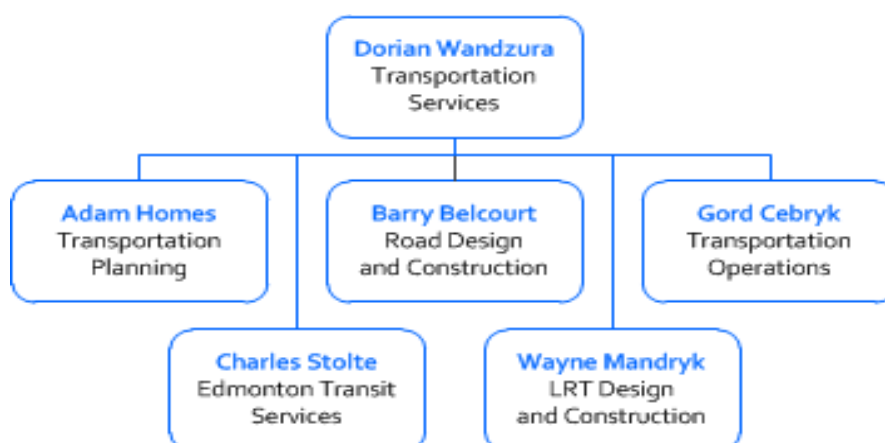 Dorian Wandzura
Transportation
Services
Adam Homes
Transportation
Planning
Barry Belcourt
Road Design
and Construction
Gord Cebryk
Transportation
Operations
Charles Stolte
Edmonton Transit
Services
Wayne Mandryk
LRT Design
and Construction